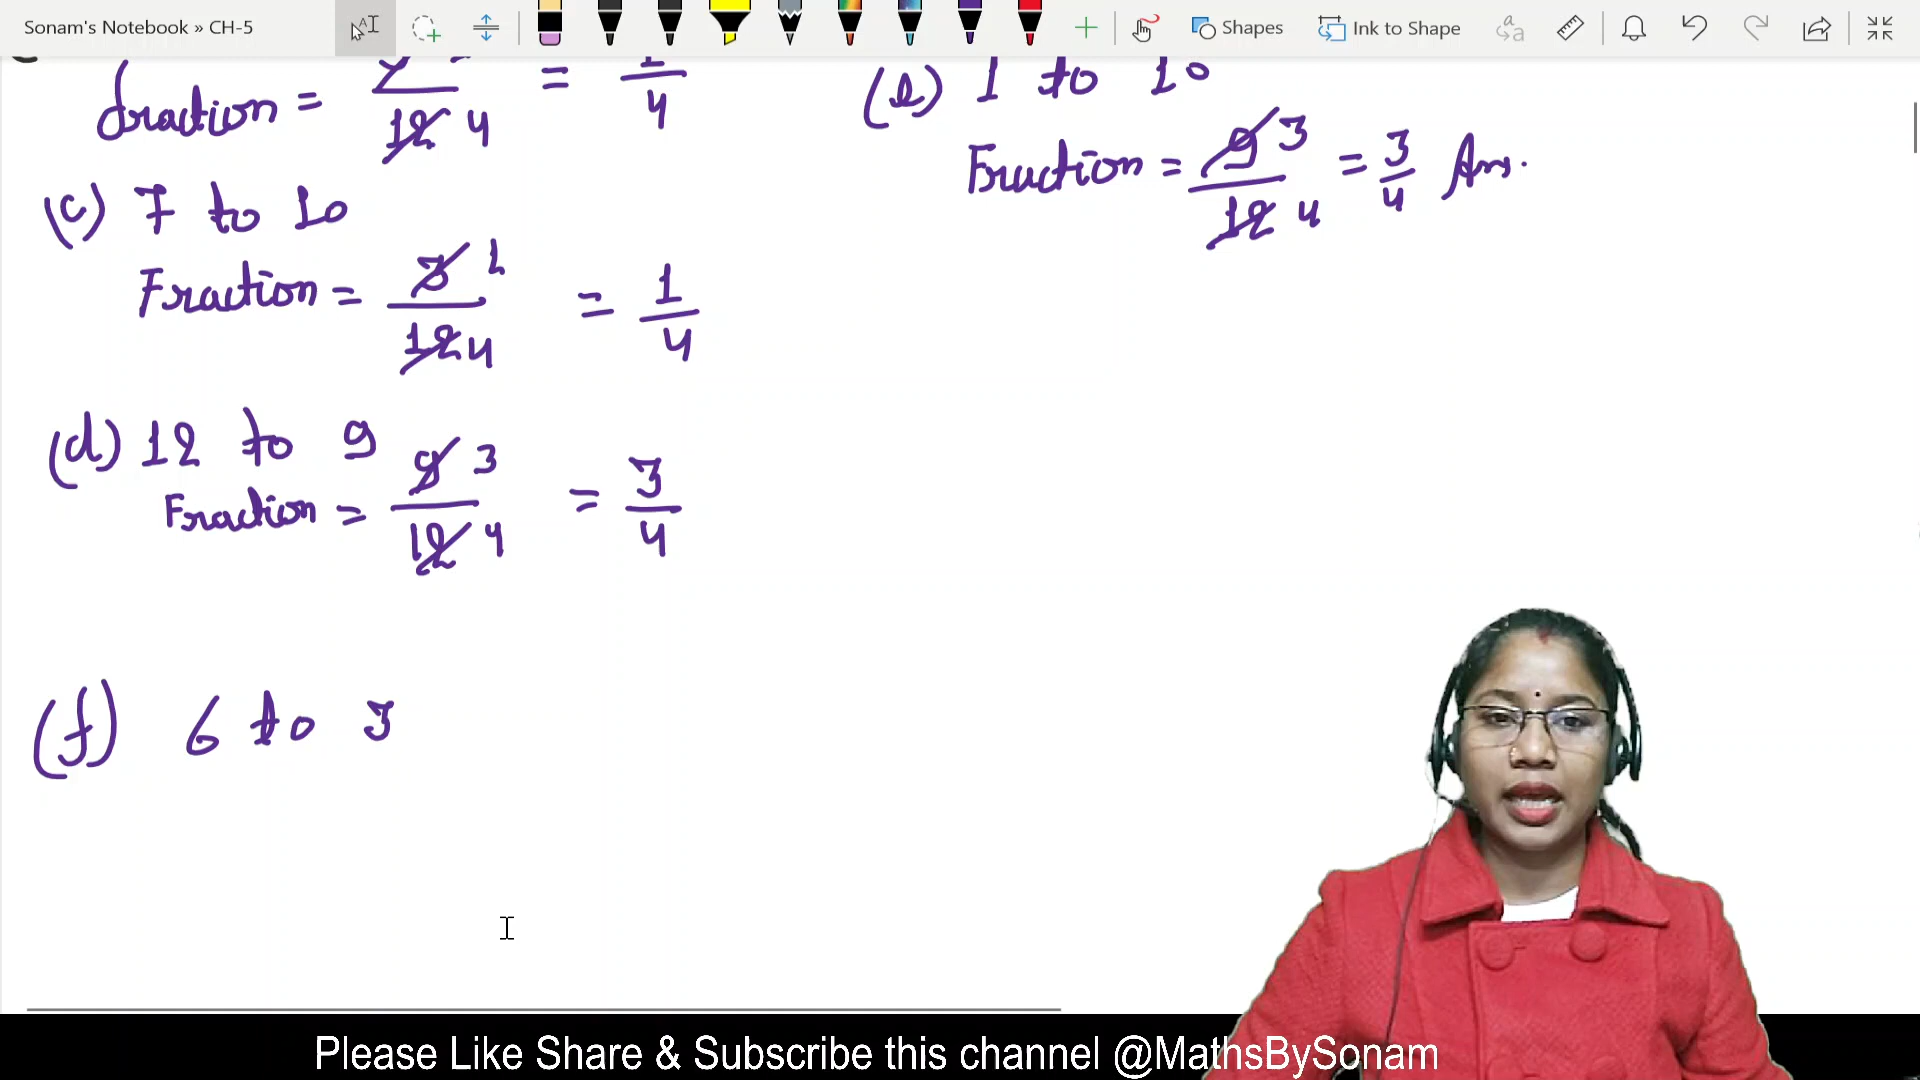 Sonam's Notebook » CH-5
Shapes
Ink to Shape
fraction = 12 4 = 1/4
(c) 7 to 10
Fraction = 3 1 / 12 4 = 1/4
(d) 12 to 9
Fraction = 9 3 / 12 4 = 3/4
(e) 1 to 10
Fraction = 9 3 / 12 4 = 3/4 Ans.
(f) 6 to 3
Please Like Share & Subscribe this channel @MathsBySonam